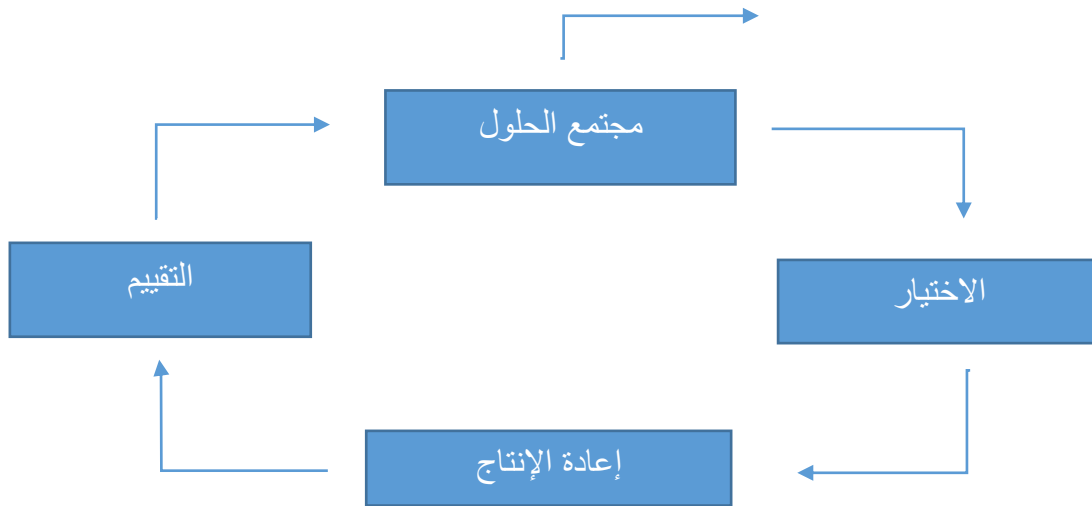 مجتمع الحلول
التقييم
الاختيار
إعادة الإنتاج